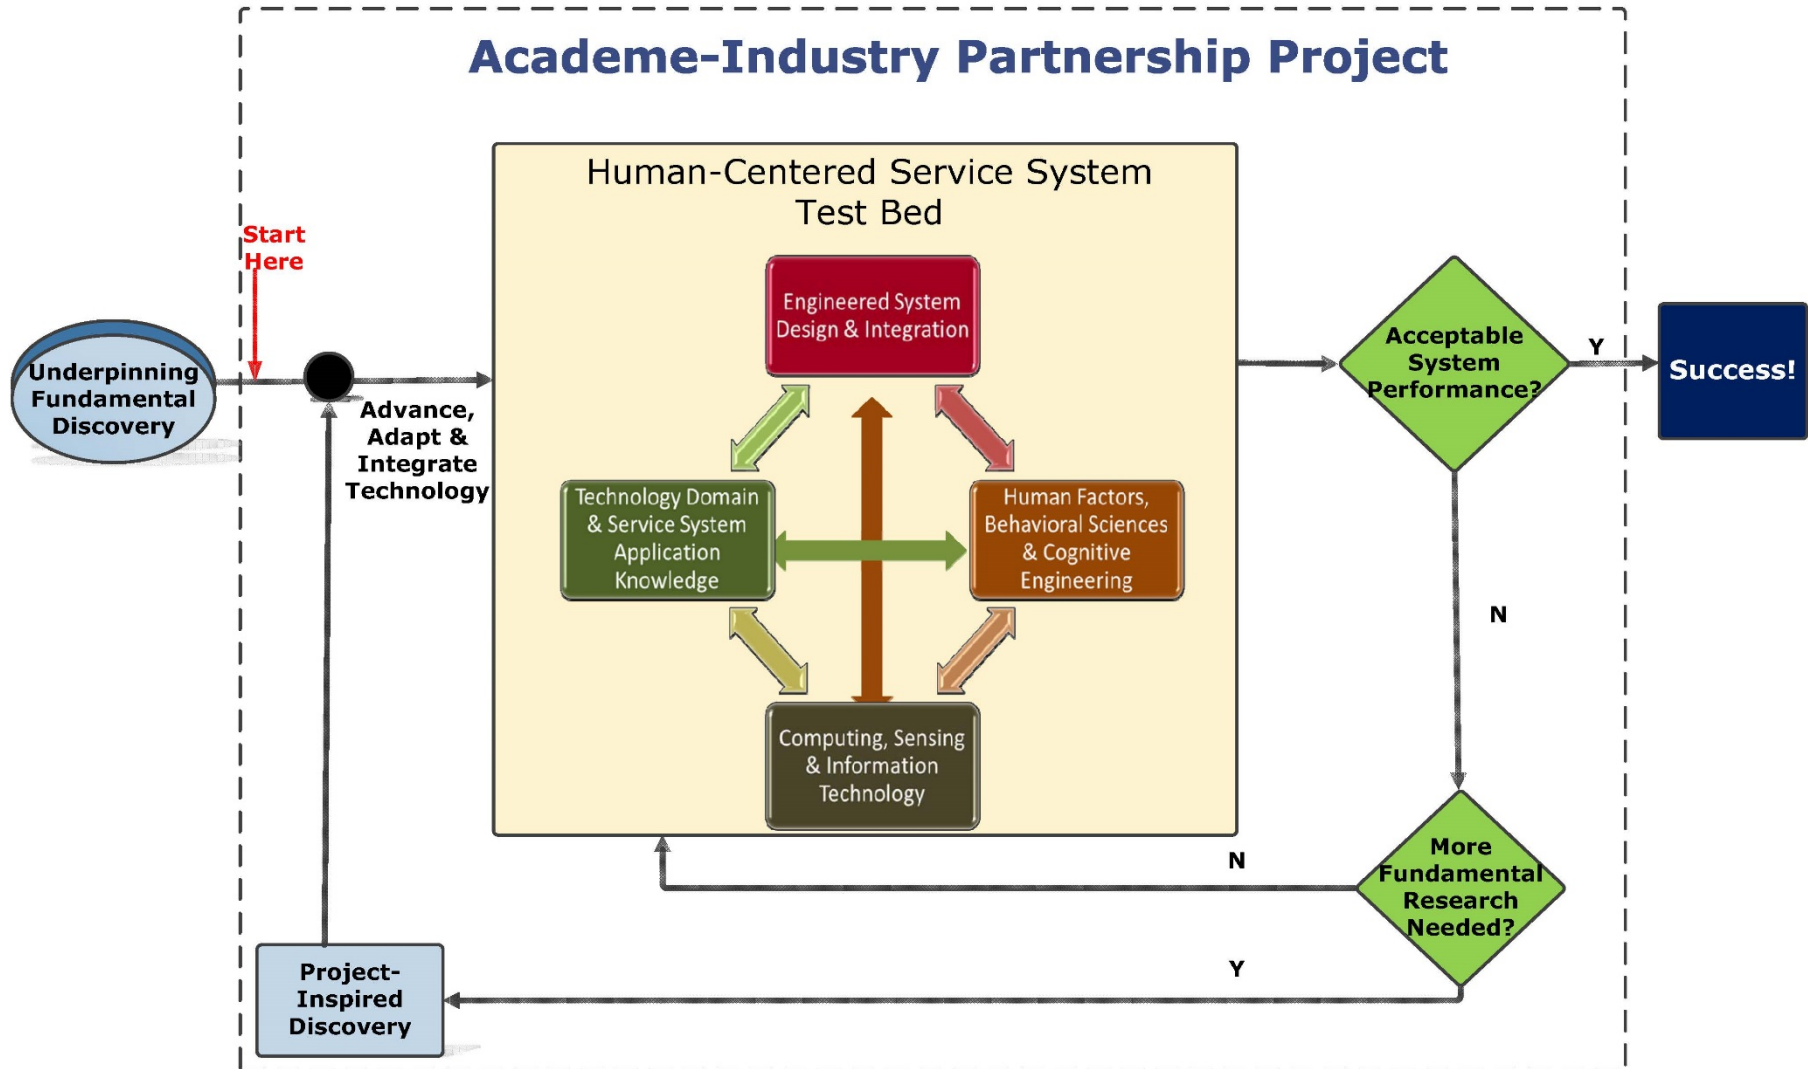 Academe-Industry Partnership Project
Human-Centered Service System
Test Bed
Start
Here
Underpinning
Fundamental
Discovery
Advance,
Adapt &
Integrate
Technology
Engineered System
Design & Integration
Technology Domain
& Service System
Application
Knowledge
Human Factors,
Behavioral Sciences
& Cognitive
Engineering
Computing, Sensing
& Information
Technology
Acceptable
System
Performance?
Y
Success!
N
More
Fundamental
Research
Needed?
N
Y
Project-
Inspired
Discovery